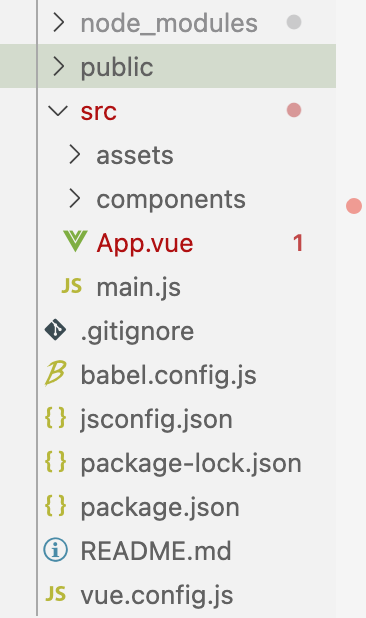 node_modules
public
src
assets
components
App.vue 1
JS main.js
.gitignore
babel.config.js
{ } jsconfig.json
{ } package-lock.json
{ } package.json
README.md
JS vue.config.js